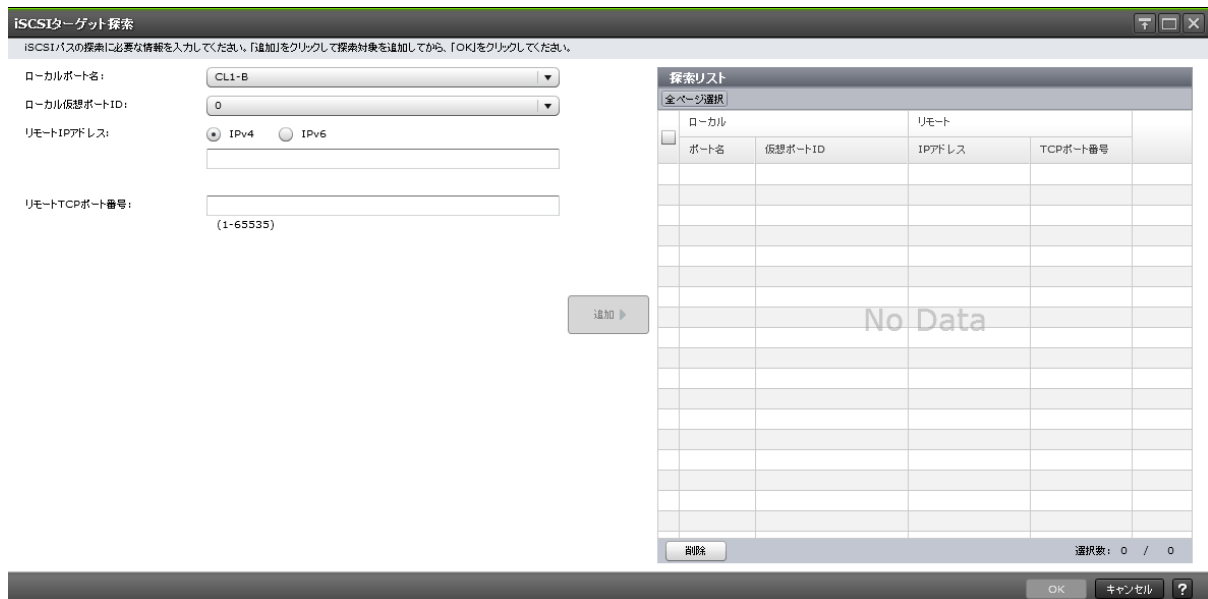 iSCSIターゲット探索
iSCSIパスの探索に必要な情報を入力してください。「追加」をクリックして探索対象を追加してから、「OK」をクリックしてください。
ローカルポート名:
CL1-B
ローカル仮想ポートID:
0
リモートIPアドレス:
IPv4
IPv6
リモートTCPポート番号:
(1-65535)
追加
探索リスト
全ページ選択
ローカル
リモート
ポート名
仮想ポートID
IPアドレス
TCPポート番号
No Data
削除
選択数: 0 / 0
OK
キャンセル
?